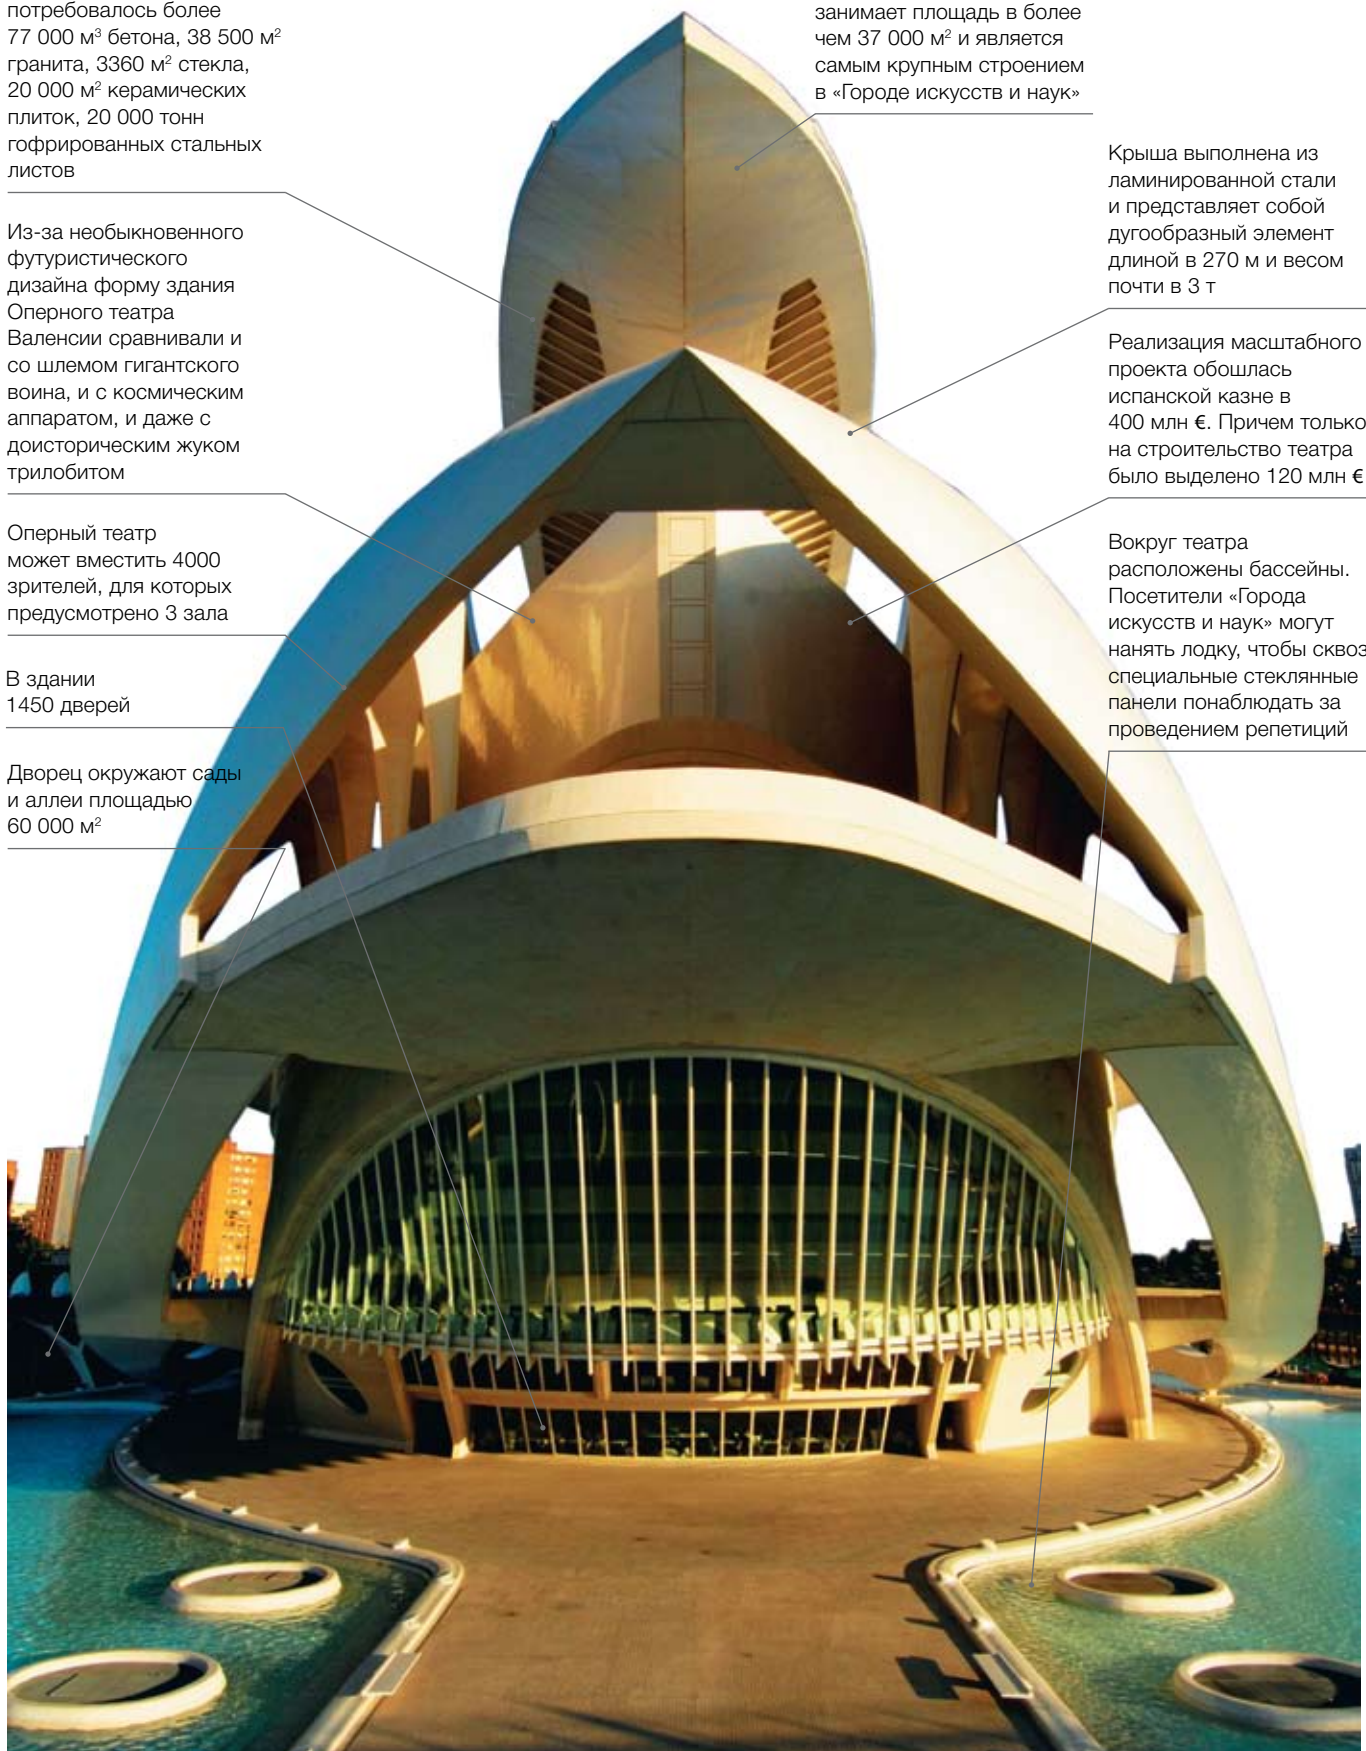 потребовалось более
77 000 м³ бетона, 38 500 м²
гранита, 3360 м² стекла,
20 000 м² керамических
плиток, 20 000 тонн
гофрированных стальных
листов
Из-за необыкновенного
футуристического
дизайна форму здания
Оперного театра
Валенсии сравнивали и
со шлемом гигантского
воина, и с космическим
аппаратом, и даже с
доисторическим жуком
трилобитом
Оперный театр
может вместить 4000
зрителей, для которых
предусмотрено 3 зала
В здании
1450 дверей
Дворец окружают сады
и аллеи площадью
60 000 м²
занимает площадь в более
чем 37 000 м² и является
самым крупным строением
в «Городе искусств и наук»
Крыша выполнена из
ламинированной стали
и представляет собой
дугообразный элемент
длиной в 270 м и весом
почти в 3 т
Реализация масштабного
проекта обошлась
испанской казне в
400 млн €. Причем только
на строительство театра
было выделено 120 млн €
Вокруг театра
расположены бассейны.
Посетители «Города
искусств и наук» могут
нанять лодку, чтобы сквоз
специальные стеклянные
панели понаблюдать за
проведением репетиций